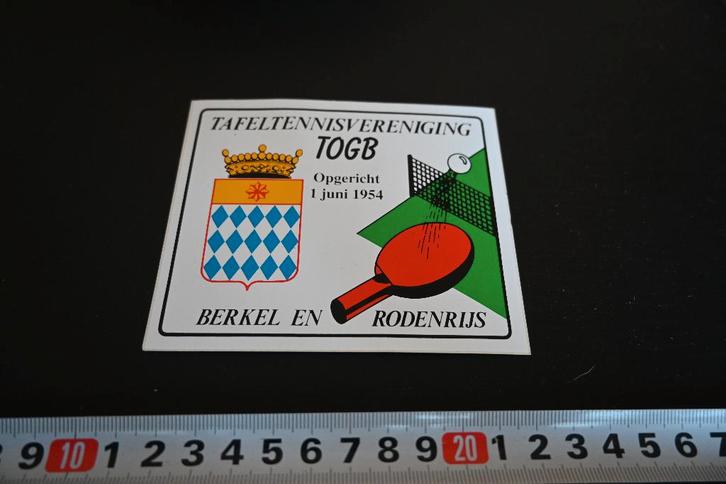 TAFELTENNISVERENIGING
TOGB
Opgericht
1 juni 1954
BERKEL EN RODENRIJS
9 10 1 2 3 4 5 6 7 8 9 20 1 2 3 4 5 6 7